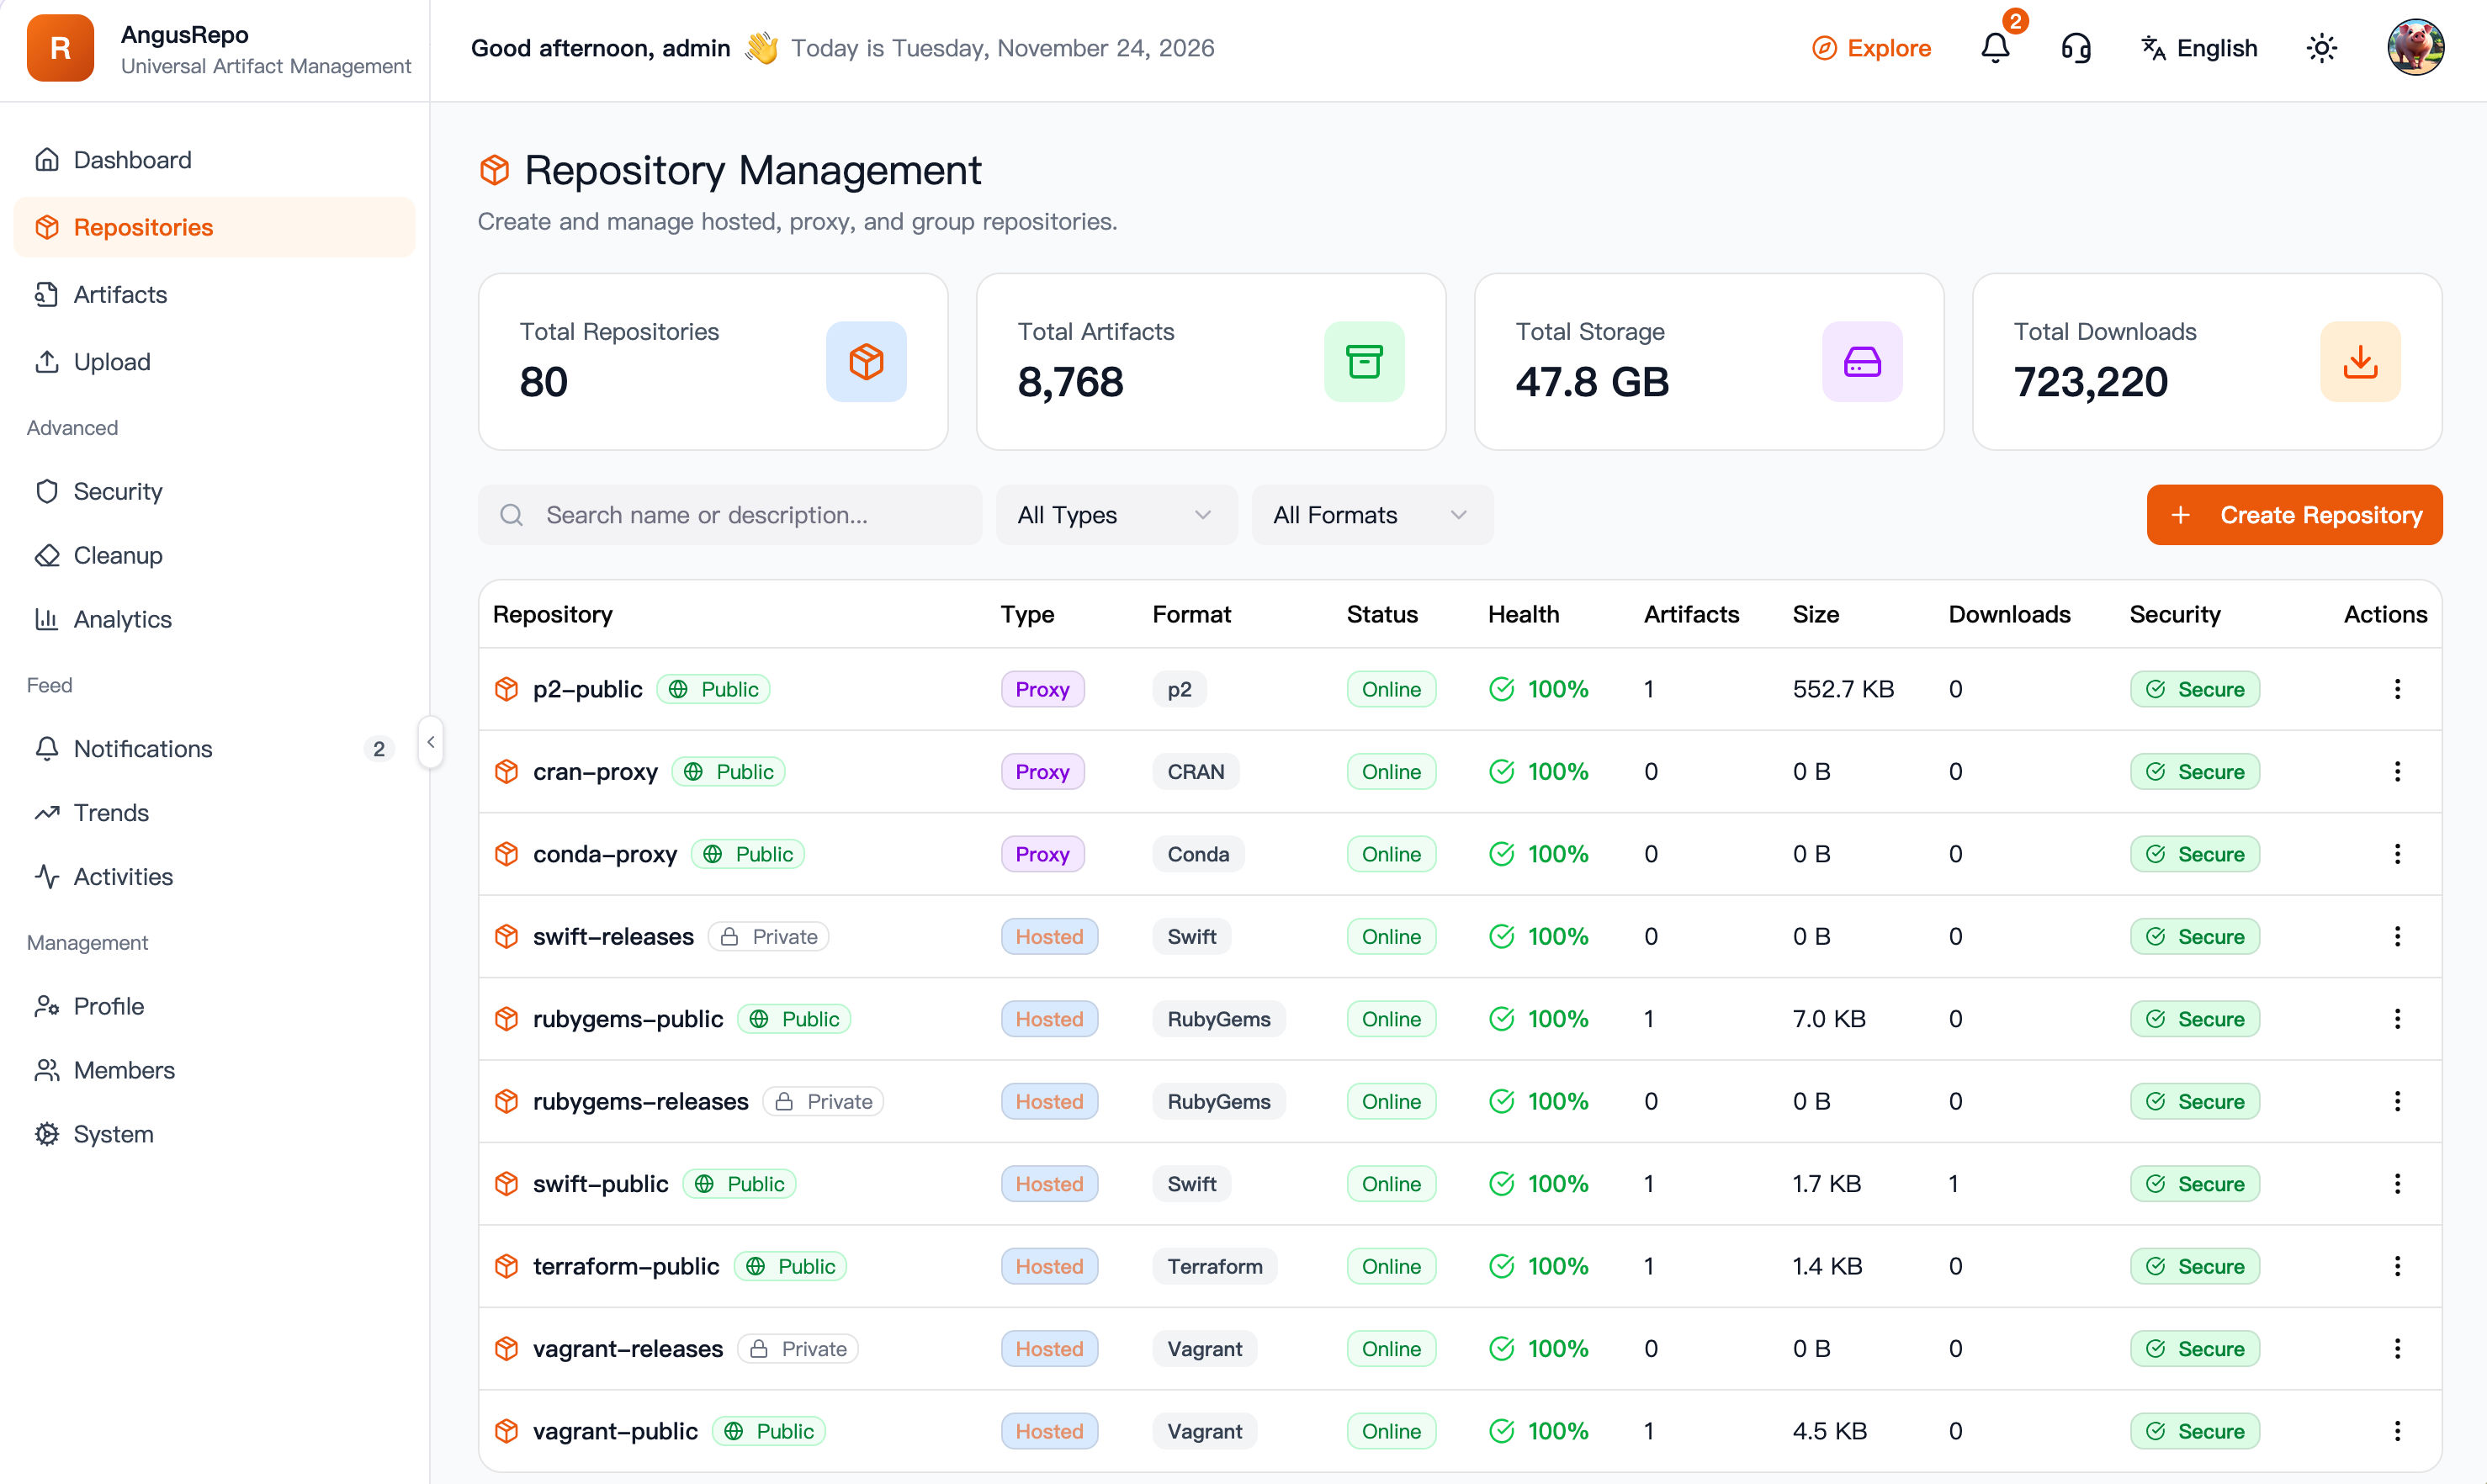 R
AngusRepo
Universal Artifact Management
Good afternoon, admin 👋 Today is Tuesday, November 24, 2026
Explore
2
English
Dashboard
Repositories
Artifacts
Upload
Advanced
Security
Cleanup
Analytics
Feed
Notifications 2
Trends
Activities
Management
Profile
Members
System
Repository Management
Create and manage hosted, proxy, and group repositories.
Total Repositories
80
Total Artifacts
8,768
Total Storage
47.8 GB
Total Downloads
723,220
Search name or description...
All Types
All Formats
+ Create Repository
Repository Type Format Status Health Artifacts Size Downloads Security Actions
p2-public Public Proxy p2 Online 100% 1 552.7 KB 0 Secure
cran-proxy Public Proxy CRAN Online 100% 0 0 B 0 Secure
conda-proxy Public Proxy Conda Online 100% 0 0 B 0 Secure
swift-releases Private Hosted Swift Online 100% 0 0 B 0 Secure
rubygems-public Public Hosted RubyGems Online 100% 1 7.0 KB 0 Secure
rubygems-releases Private Hosted RubyGems Online 100% 0 0 B 0 Secure
swift-public Public Hosted Swift Online 100% 1 1.7 KB 1 Secure
terraform-public Public Hosted Terraform Online 100% 1 1.4 KB 0 Secure
vagrant-releases Private Hosted Vagrant Online 100% 0 0 B 0 Secure
vagrant-public Public Hosted Vagrant Online 100% 1 4.5 KB 0 Secure